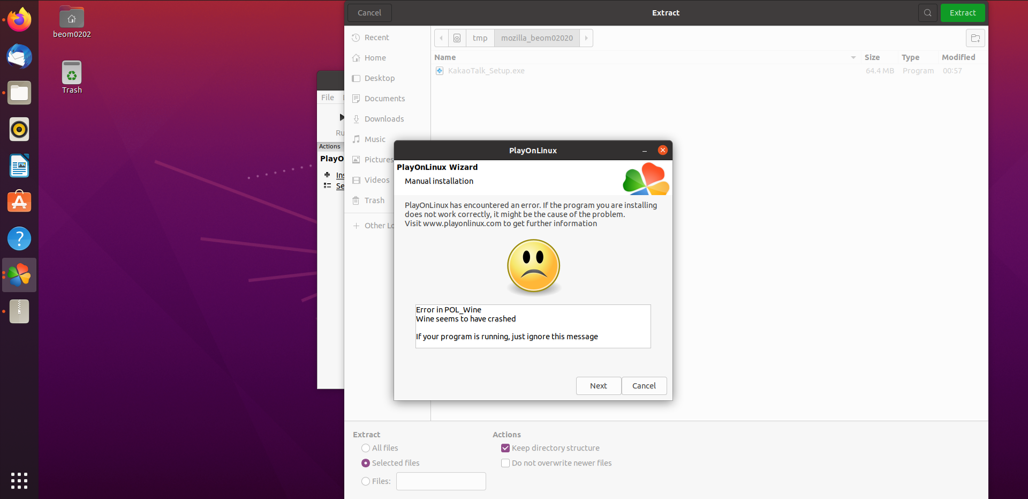 beom0202
Trash
Cancel
Extract
Extract
Recent
Home
Desktop
Documents
Downloads
Music
Pictures
Videos
Trash
Other Lo
tmp
mozilla_beom02020
Name
Size
Type
Modified
KakaoTalk_Setup.exe
64.4 MB
Program
00:57
File
Ru
Actions
PlayO
Ins
Se
PlayOnLinux
PlayOnLinux Wizard
Manual installation
PlayOnLinux has encountered an error. If the program you are installing
does not work correctly, it might be the cause of the problem.
Visit www.playonlinux.com to get further information
Error in POL_Wine
Wine seems to have crashed
If your program is running, just ignore this message
Next
Cancel
Extract
All files
Selected files
Files:
Actions
Keep directory structure
Do not overwrite newer files